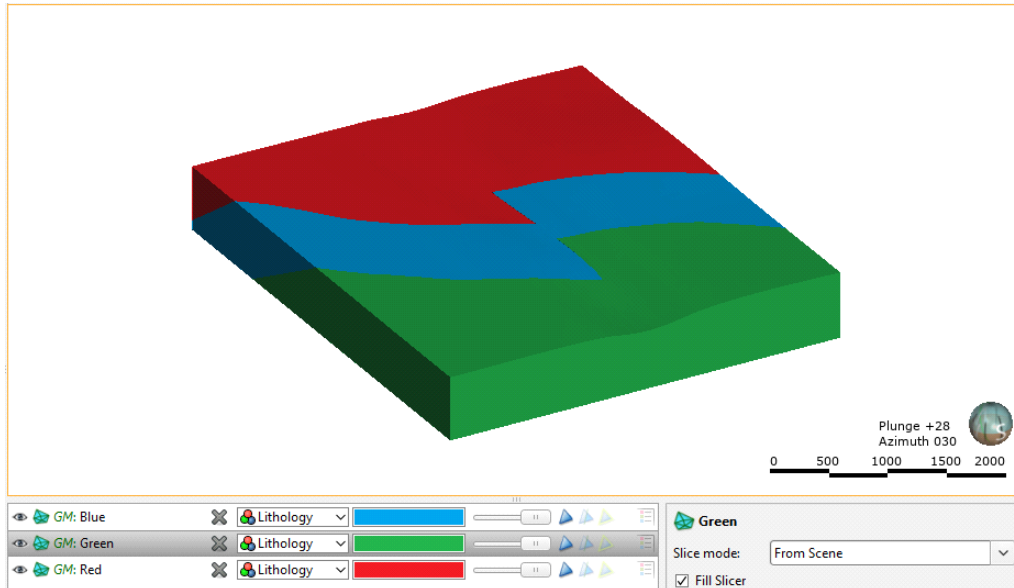 Plunge +28
Azimuth 030
0 500 1000 1500 2000
S
GM: Blue Lithology
GM: Green Lithology
GM: Red Lithology
Green
Slice mode: From Scene
Fill Slicer